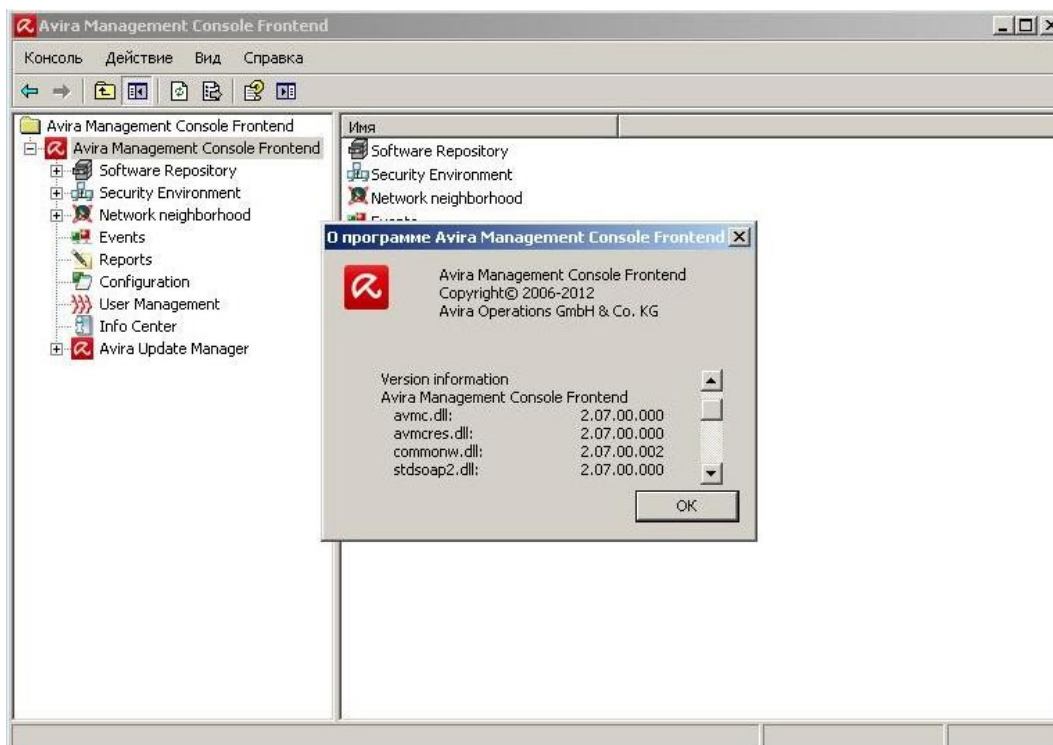 Avira Management Console Frontend
Консоль Действие Вид Справка
Avira Management Console Frontend
Avira Management Console Frontend
Software Repository
Security Environment
Network neighborhood
Events
Reports
Configuration
User Management
Info Center
Avira Update Manager
Имя
Software Repository
Security Environment
Network neighborhood
Events
О программе Avira Management Console Frontend
Avira Management Console Frontend
Copyright© 2006-2012
Avira Operations GmbH & Co. KG
Version information
Avira Management Console Frontend
avmc.dll: 2.07.00.000
avmcres.dll: 2.07.00.000
commonw.dll: 2.07.00.002
stdsoap2.dll: 2.07.00.000
OK